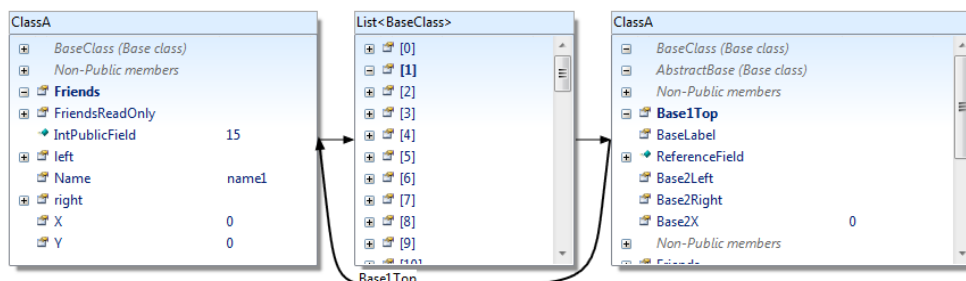 ClassA
BaseClass (Base class)
Non-Public members
Friends
FriendsReadOnly
IntPublicField 15
left
Name name1
right
X 0
Y 0
List<BaseClass>
[0]
[1]
[2]
[3]
[4]
[5]
[6]
[7]
[8]
[9]
[10]
ClassA
BaseClass (Base class)
AbstractBase (Base class)
Non-Public members
Base1Top
BaseLabel
ReferenceField
Base2Left
Base2Right
Base2X 0
Non-Public members
Friends
Base1Top